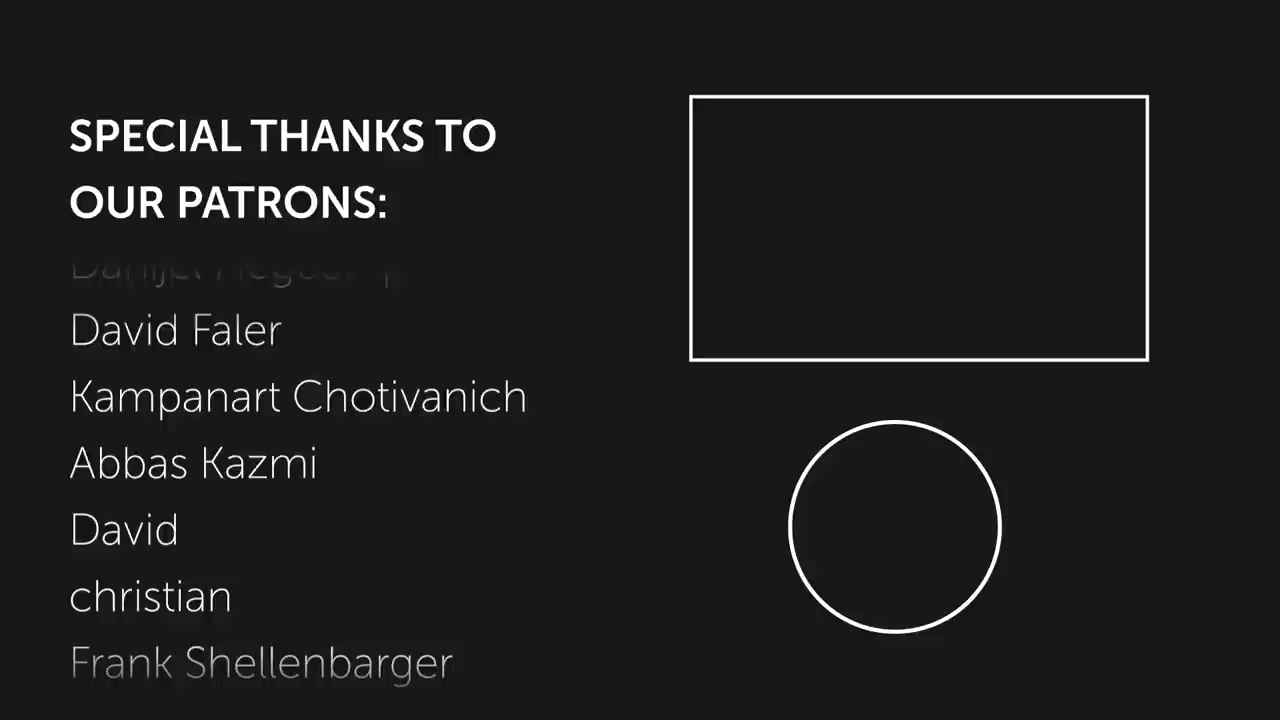 SPECIAL THANKS TO
OUR PATRONS:
David Faler
Kampanart Chotivanich
Abbas Kazmi
David
christian
Frank Shellenbarger